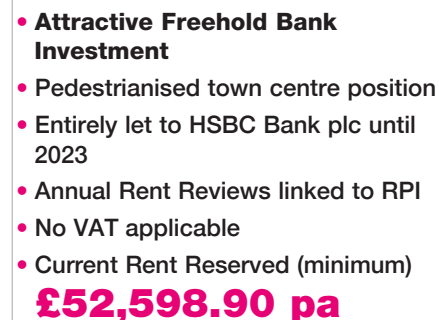 • Attractive Freehold Bank
Investment
• Pedestrianised town centre position
• Entirely let to HSBC Bank plc until
2023
• Annual Rent Reviews linked to RPI
• No VAT applicable
• Current Rent Reserved (minimum)
£52,598.90 pa